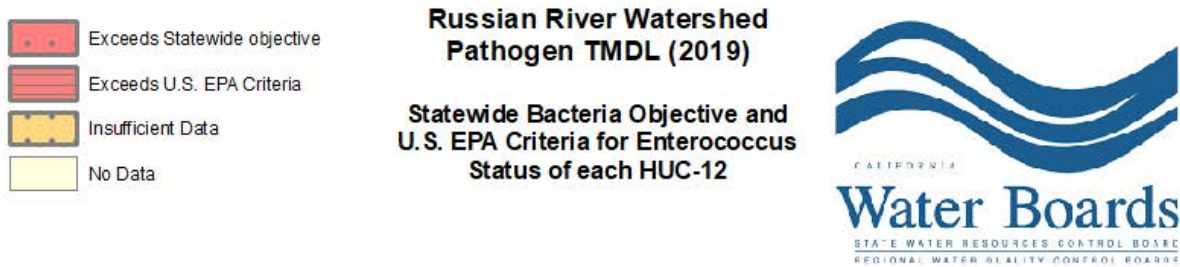 Exceeds Statewide objective
Exceeds U.S. EPA Criteria
Insufficient Data
No Data
Russian River Watershed
Pathogen TMDL (2019)
Statewide Bacteria Objective and
U.S. EPA Criteria for Enterococcus
Status of each HUC-12
CALIFORNIA
Water Boards
STATE WATER RESOURCES CONTROL BOARD
REGIONAL WATER QUALITY CONTROL BOARDS